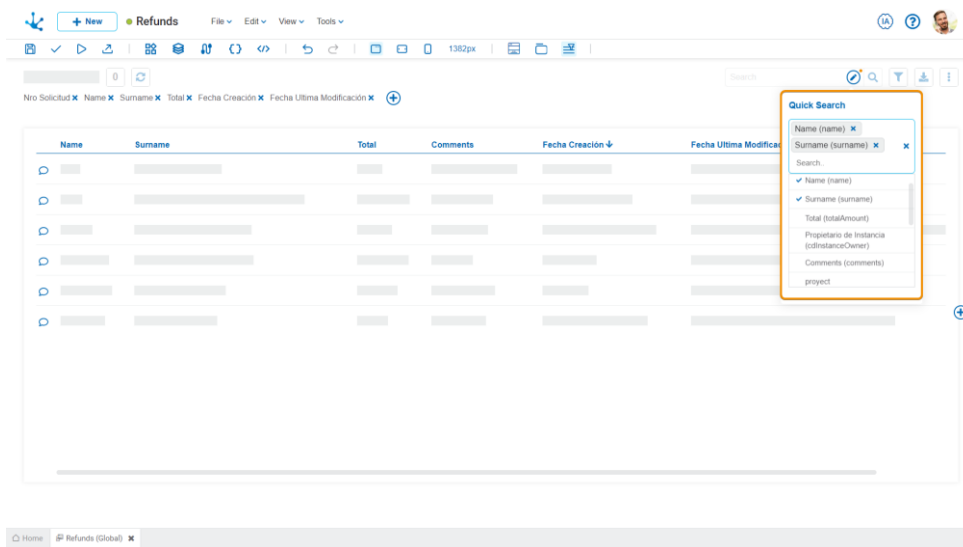 + New
Refunds
File
Edit
View
Tools
IA
?
1382px
0
Search
Nro Solicitud × Name × Surname × Total × Fecha Creación × Fecha Ultima Modificación ×
Quick Search
Name (name) ×
Surname (surname) ×
Search..
Name (name)
Surname (surname)
Total (totalAmount)
Propietario de Instancia
(cdInstanceOwner)
Comments (comments)
proyect
Name
Surname
Total
Comments
Fecha Creación
Fecha Ultima Modificac
Home
Refunds (Global) ×